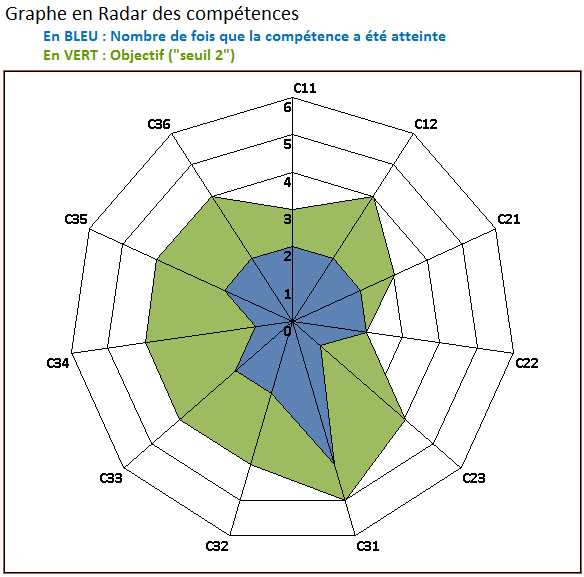 Graphe en Radar des compétences
En BLEU : Nombre de fois que la compétence a été atteinte
En VERT : Objectif ("seuil 2")
C11
C36
6
C12
5
4
C35
3
C21
2
1
0
C34
C22
C33
C23
C32
C31